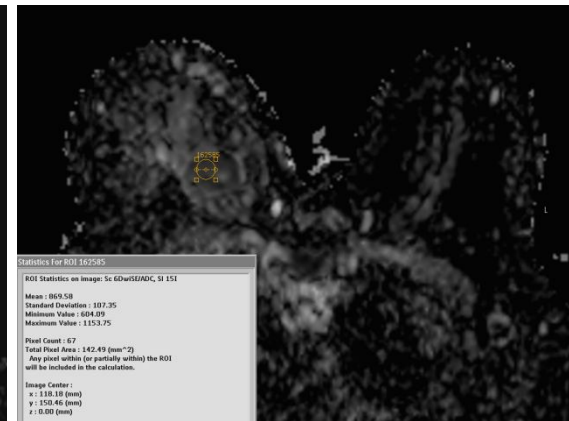 162585
L
Statistics For ROI 162585
ROI Statistics on image: Sc 6DwiSE/ADC, SI 15I
Mean : 869.58
Standard Deviation : 107.35
Minimum Value : 604.09
Maximum Value : 1153.75
Pixel Count : 67
Total Pixel Area : 142.49 (mm^2)
Any pixel within (or partially within) the ROI
will be included in the calculation.
Image Center :
x : 118.18 (mm)
y : 150.46 (mm)
z : 0.00 (mm)